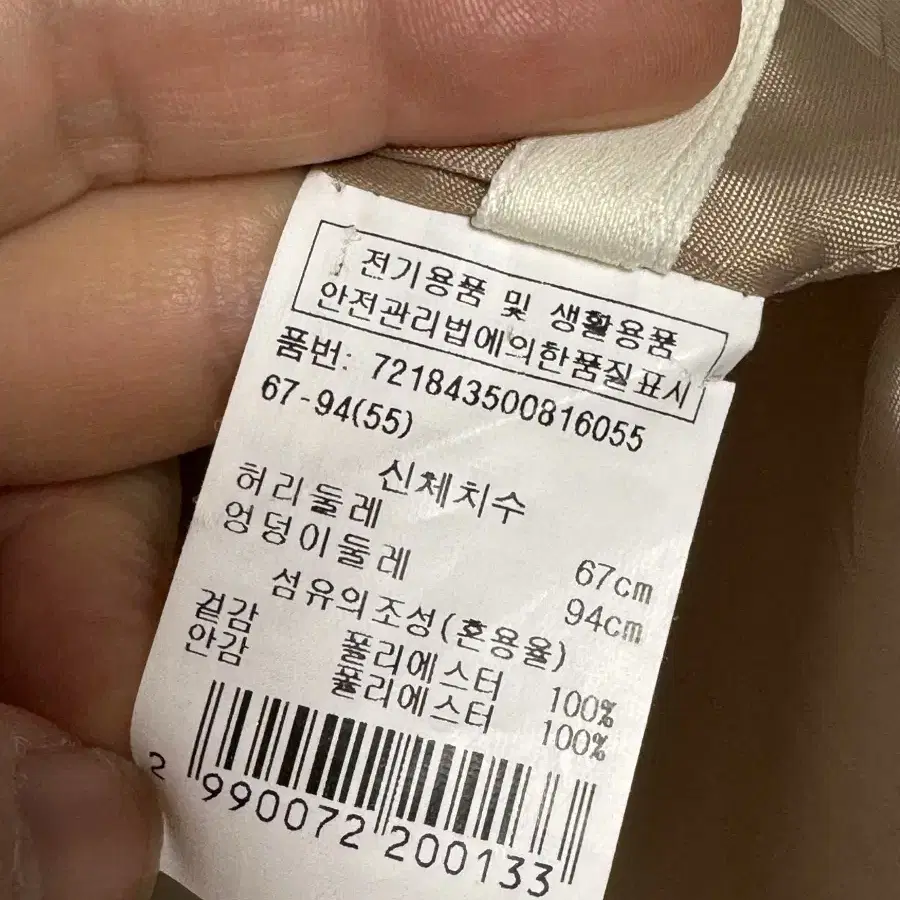 전기용품 및 생활용품
안전관리법에의한품질표시
품번: 721843500816055
67-94(55)
신체치수
허리둘레 67cm
엉덩이둘레 94cm
섬유의조성(혼용율)
겉감 폴리에스터 100%
안감 폴리에스터 100%
2 990072 200133